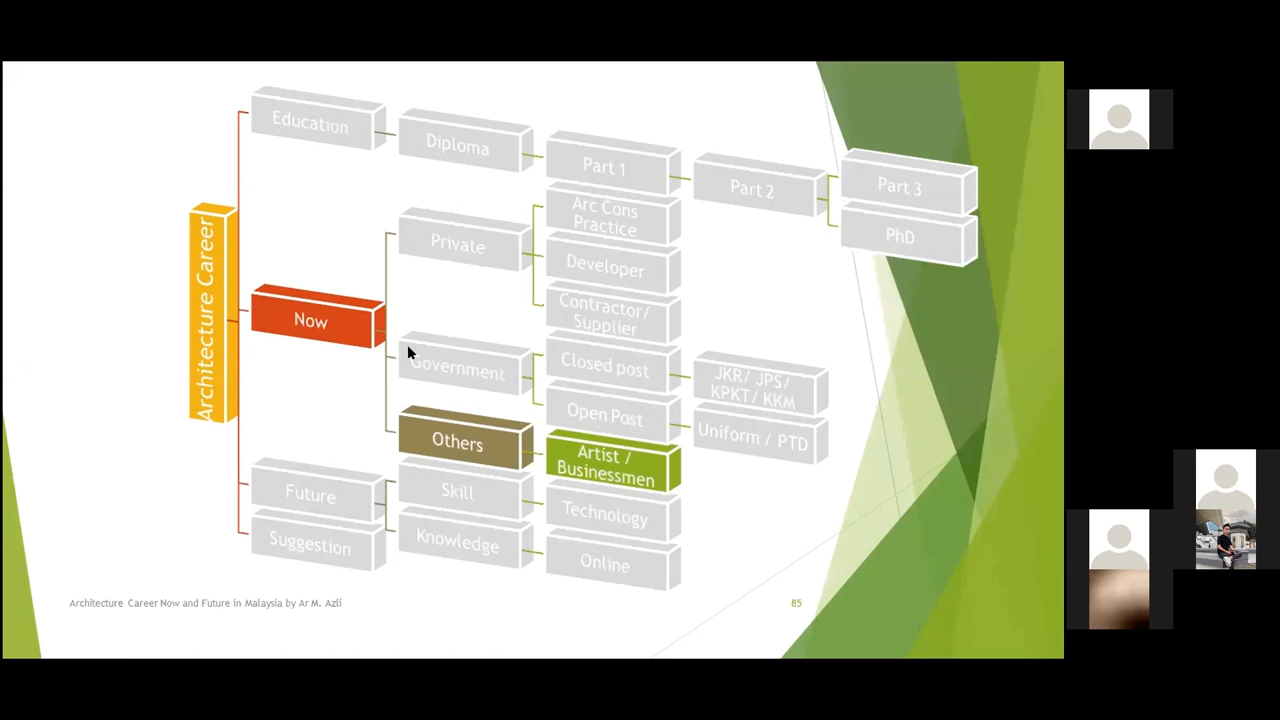 Architecture Career
Education
Diploma
Part 1
Part 2
Part 3
PhD
Now
Private
Arc Cons
Practice
Developer
Contractor/
Supplier
Government
Closed post
JKR/ JPS/
KPKT/ KKM
Open Post
Uniform / PTD
Others
Artist /
Businessmen
Future
Skill
Technology
Knowledge
Online
Suggestion
Architecture Career Now and Future in Malaysia by Ar M. Azli
85